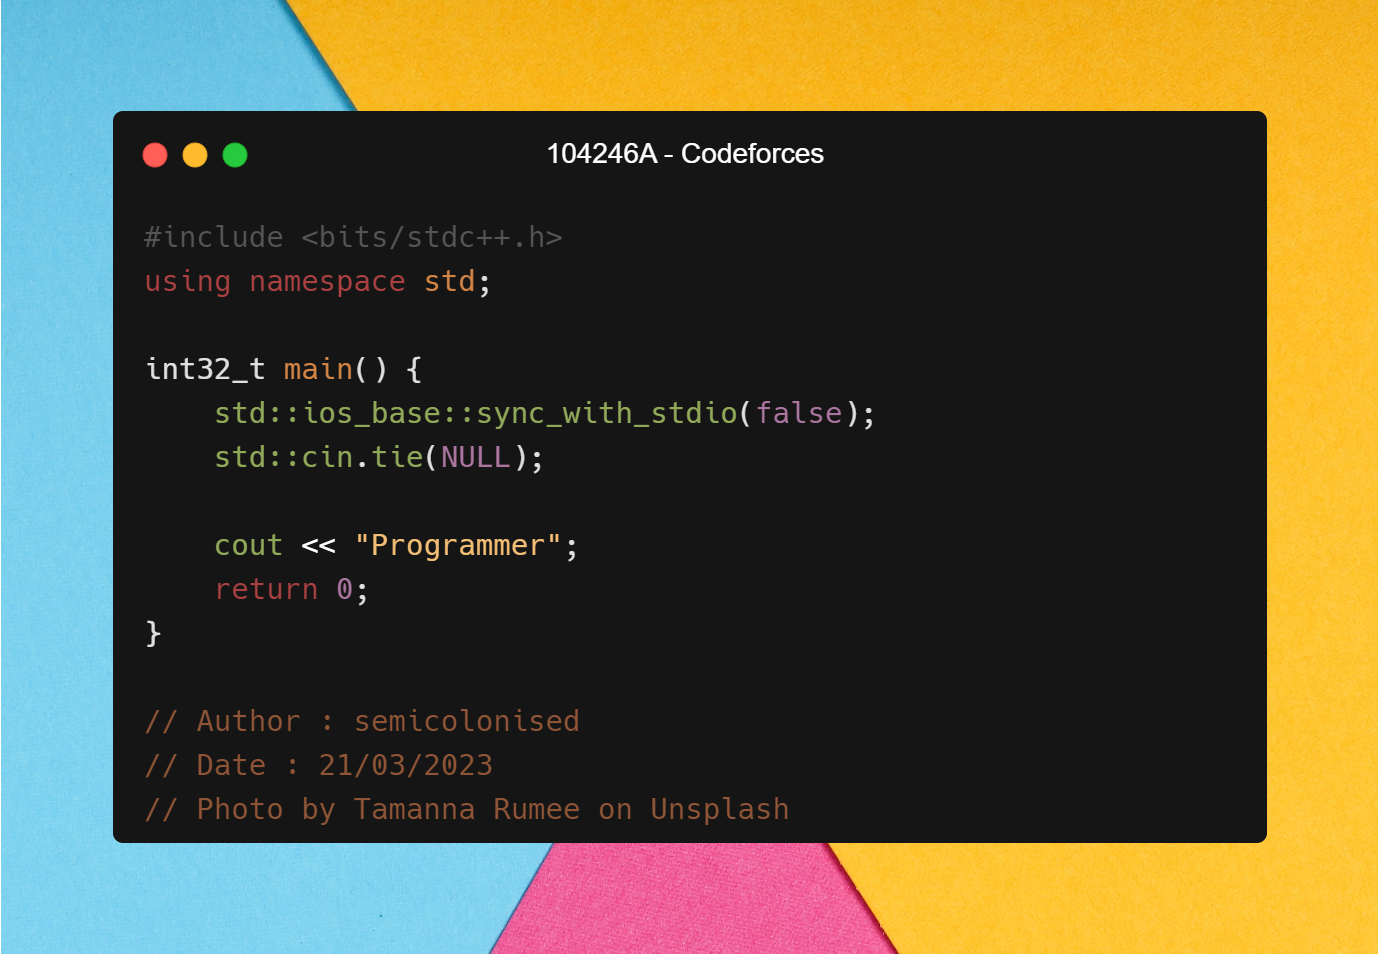 104246A - Codeforces
#include <bits/stdc++.h>
using namespace std;
int32_t main() {
    std::ios_base::sync_with_stdio(false);
    std::cin.tie(NULL);
    cout << "Programmer";
    return 0;
}
// Author : semicolonised
// Date : 21/03/2023
// Photo by Tamanna Rumee on Unsplash